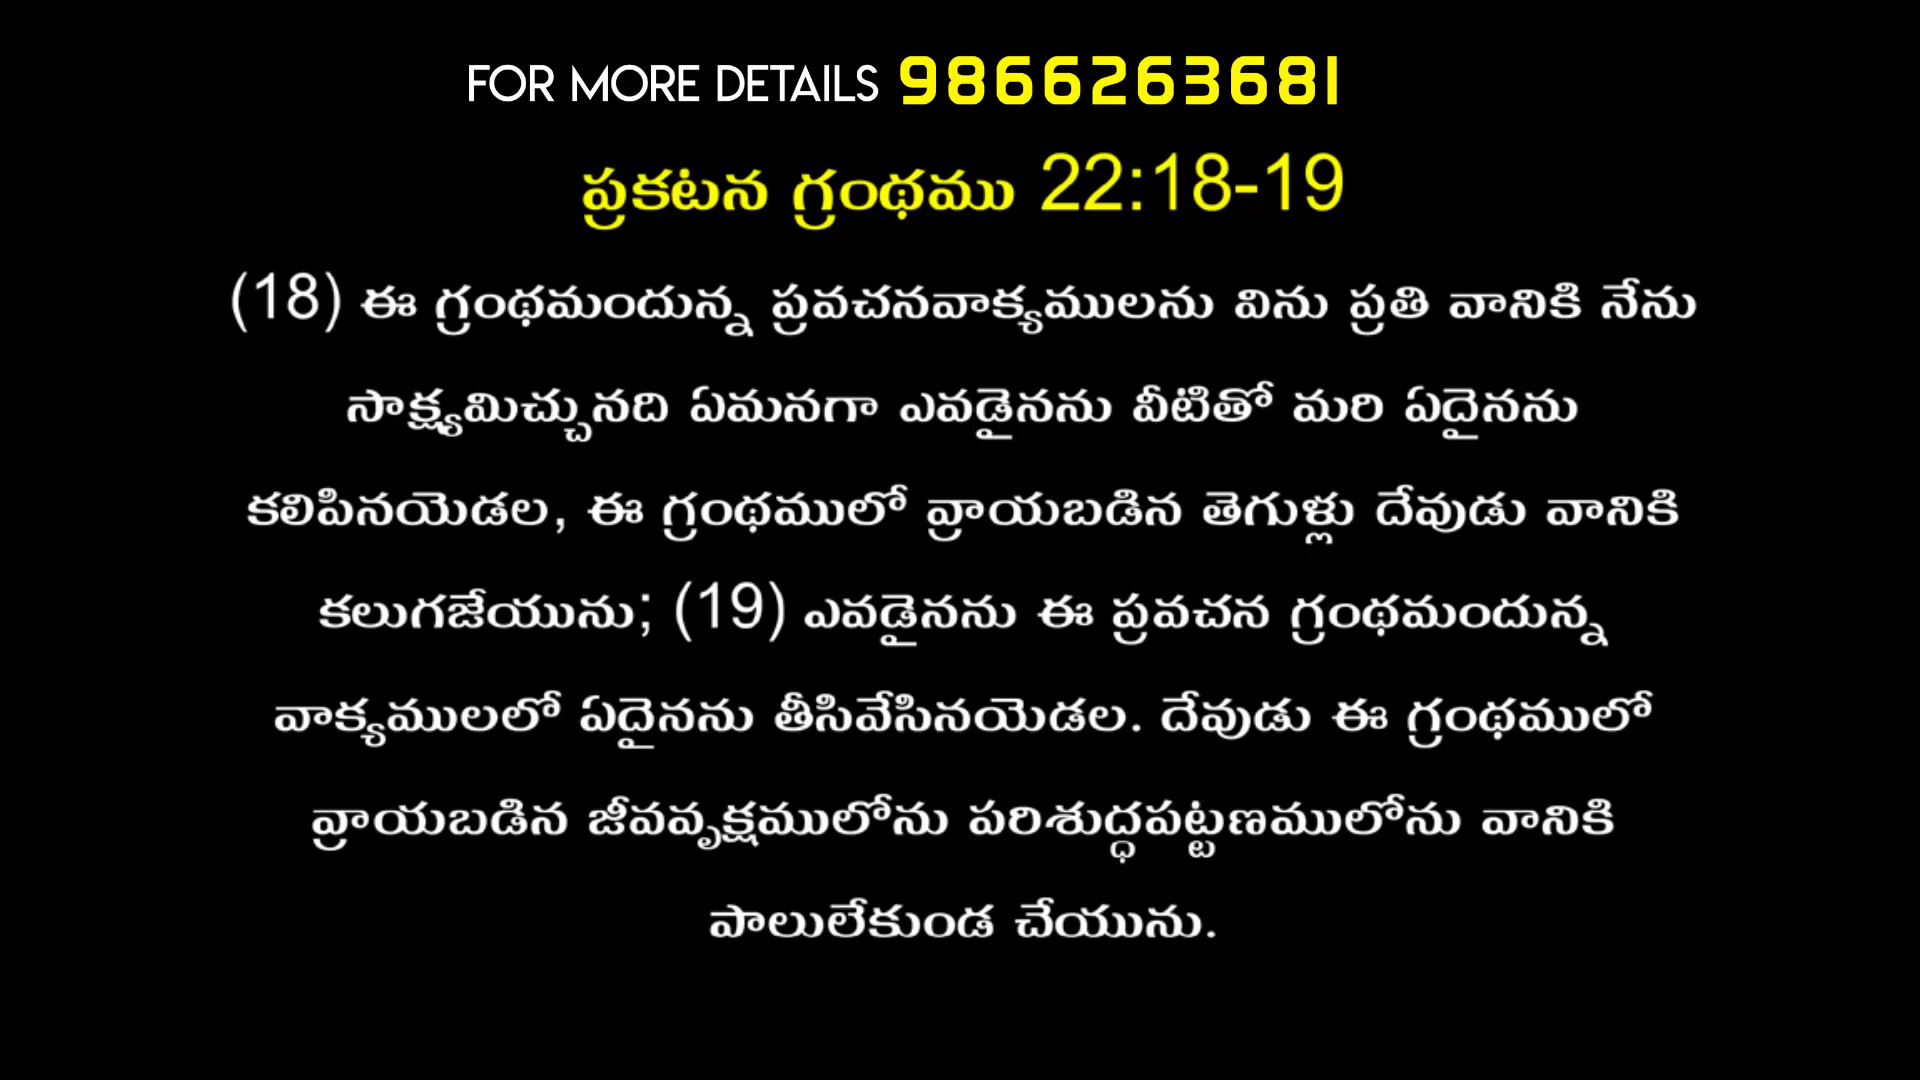 FOR MORE DETAILS 9866263681
ప్రకటన గ్రంథము 22:18-19
(18) ఈ గ్రంథమందున్న ప్రవచనవాక్యములను విను ప్రతి వానికి నేను
సాక్ష్యమిచ్చునది ఏమనగా ఎవడైనను వీటితో మరి ఏదైనను
కలిపినయెడల, ఈ గ్రంథములో వ్రాయబడిన తెగుళ్లు దేవుడు వానికి
కలుగజేయును; (19) ఎవడైనను ఈ ప్రవచన గ్రంథమందున్న
వాక్యములలో ఏదైనను తీసివేసినయెడల. దేవుడు ఈ గ్రంథములో
వ్రాయబడిన జీవవృక్షములోను పరిశుద్ధపట్టణములోను వానికి
పాలులేకుండ చేయును.